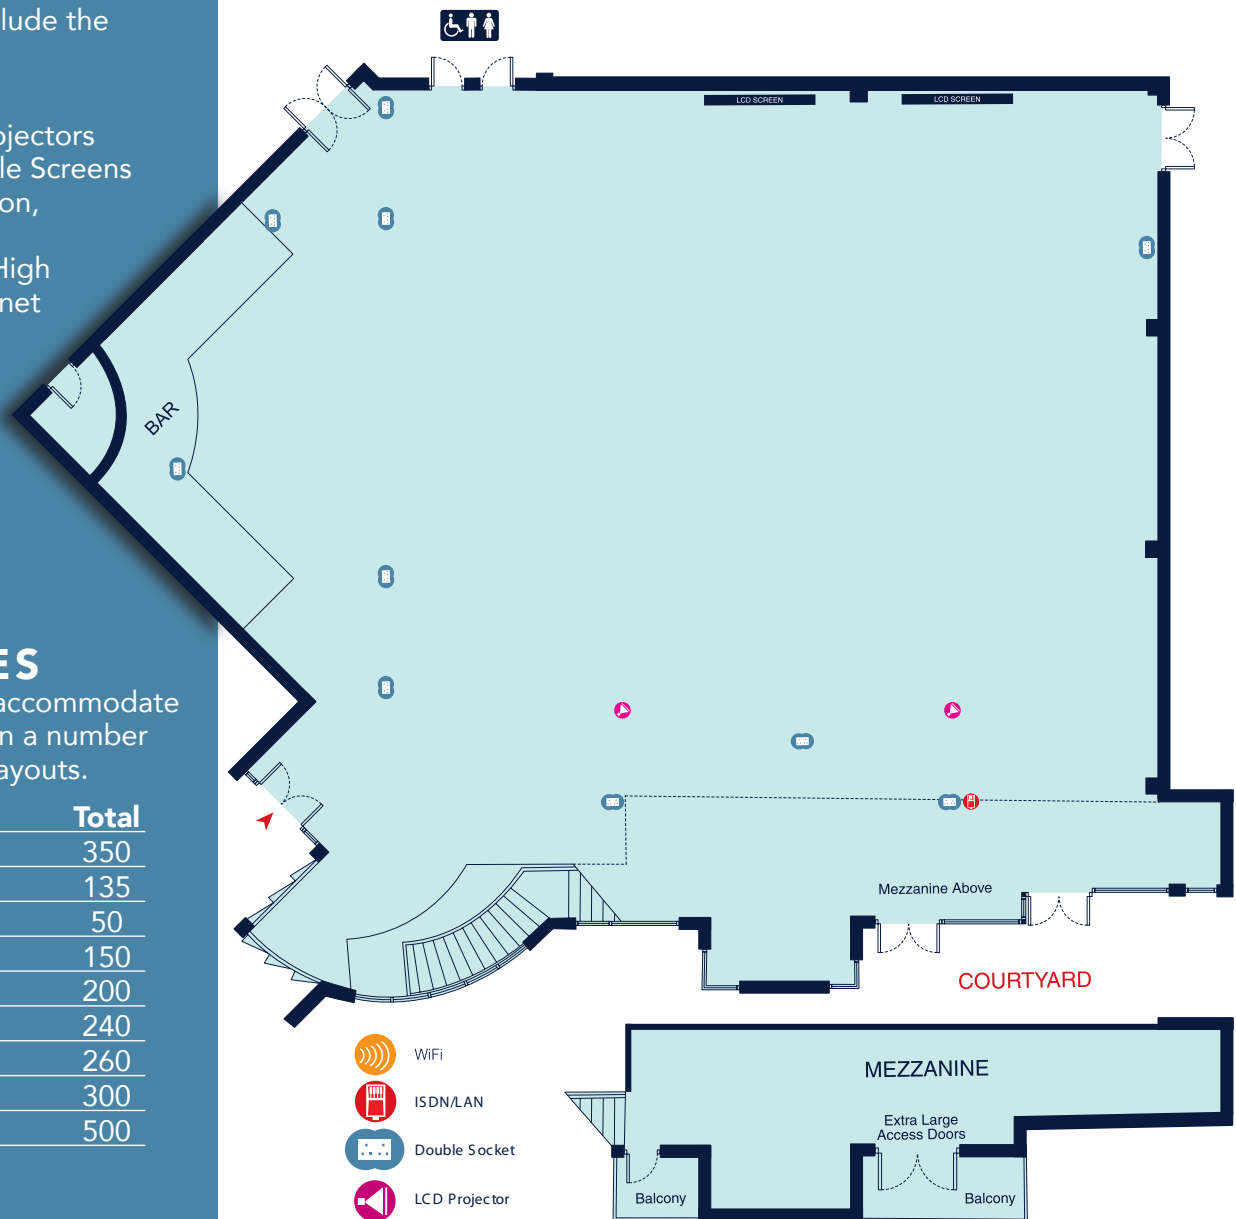 lude the
ojectors
le Screens
on,
High
net
ES
accommodate
n a number
ayouts.
Total
350
135
50
150
200
240
260
300
500
LCD SCREEN
LCD SCREEN
BAR
Mezzanine Above
COURTYARD
WiFi
ISDN/LAN
Double Socket
LCD Projector
MEZZANINE
Extra Large
Access Doors
Balcony
Balcony